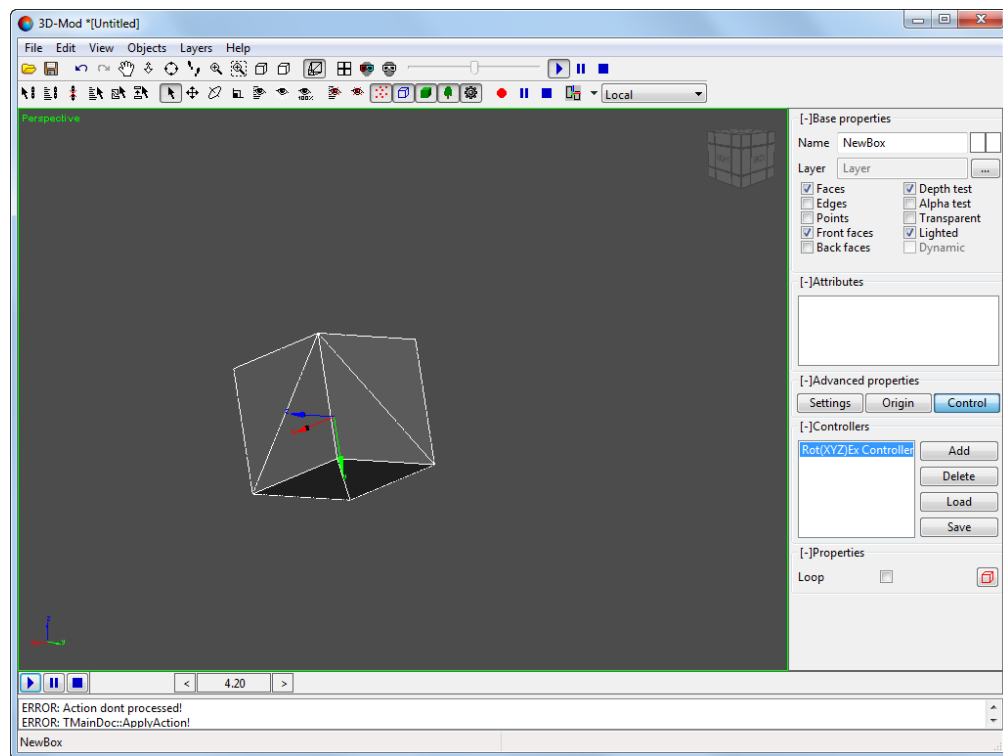 3D-Mod *[Untitled]
File Edit View Objects Layers Help
Local
Perspective
[-]Base properties
Name NewBox
Layer Layer ...
Faces Depth test
Edges Alpha test
Points Transparent
Front faces Lighted
Back faces Dynamic
[-]Attributes
[-]Advanced properties
Settings Origin Control
[-]Controllers
Rot(XYZ)Ex Controller Add
Delete
Load
Save
[-]Properties
Loop
< 4.20 >
ERROR: Action dont processed!
ERROR: TMainDoc::ApplyAction!
NewBox